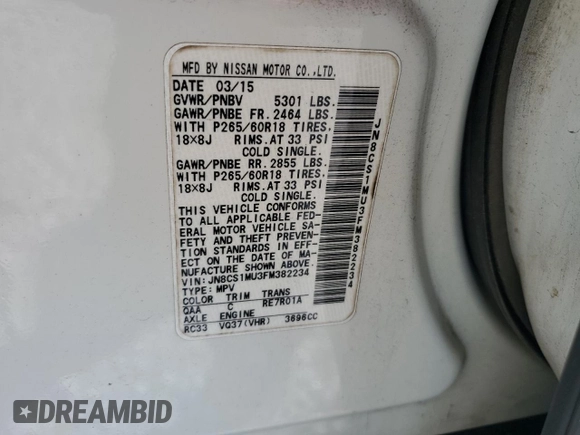 MFD BY NISSAN MOTOR CO.,LTD.
DATE 03/15
GVWR/PNBV 5301 LBS.
GAWR/PNBE FR. 2464 LBS.
WITH P265/60R18 TIRES.
18×8J RIMS.AT 33 PSI
COLD SINGLE.
GAWR/PNBE RR. 2855 LBS.
WITH P265/60R18 TIRES.
18×8J RIMS.AT 33 PSI
COLD SINGLE.
THIS VEHICLE CONFORMS
TO ALL APPLICABLE FED-
ERAL MOTOR VEHICLE SA-
FETY AND THEFT PREVEN-
TION STANDARDS IN EFF-
ECT ON THE DATE OF MA-
NUFACTURE SHOWN ABOVE.
VIN: JN8CS1MU3FM382234
TYPE: MPV
COLOR TRIM TRANS
QAA C RE7R01A
AXLE ENGINE
RC33 VQ37(VHR) 3696CC
JN8CS1MU3FM382234
DREAMBID